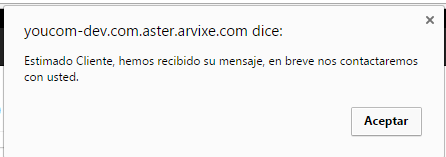 youcom-dev.com.aster.arvixe.com dice:
Estimado Cliente, hemos recibido su mensaje, en breve nos contactaremos
con usted.
Aceptar